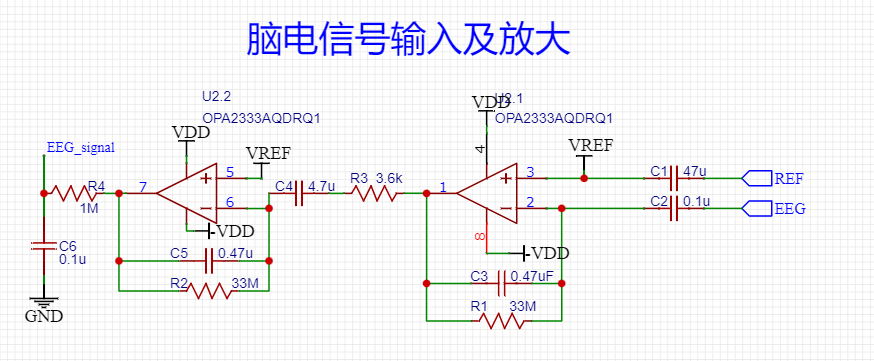 脑电信号输入及放大
U2.2
OPA2333AQDRQ1
VDD
U2.1
OPA2333AQDRQ1
EEG_signal
VDD
VREF
VREF
4
5
6
7
C4
4.7u
R3
3.6k
1
3
2
C1
47u
REF
C2
0.1u
EEG
R4
1M
-VDD
8
-VDD
C6
0.1u
C5
0.47u
R2
33M
C3
0.47uF
R1
33M
GND